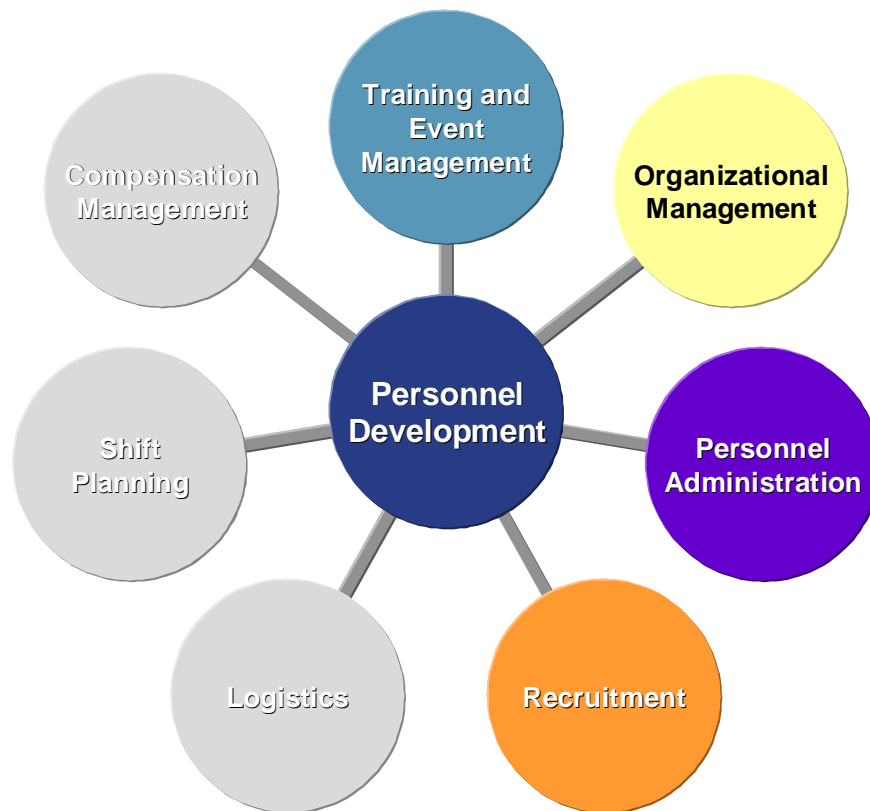 Training and
Event
Management
Compensation
Management
Organizational
Management
Personnel
Development
Shift
Planning
Personnel
Administration
Logistics
Recruitment